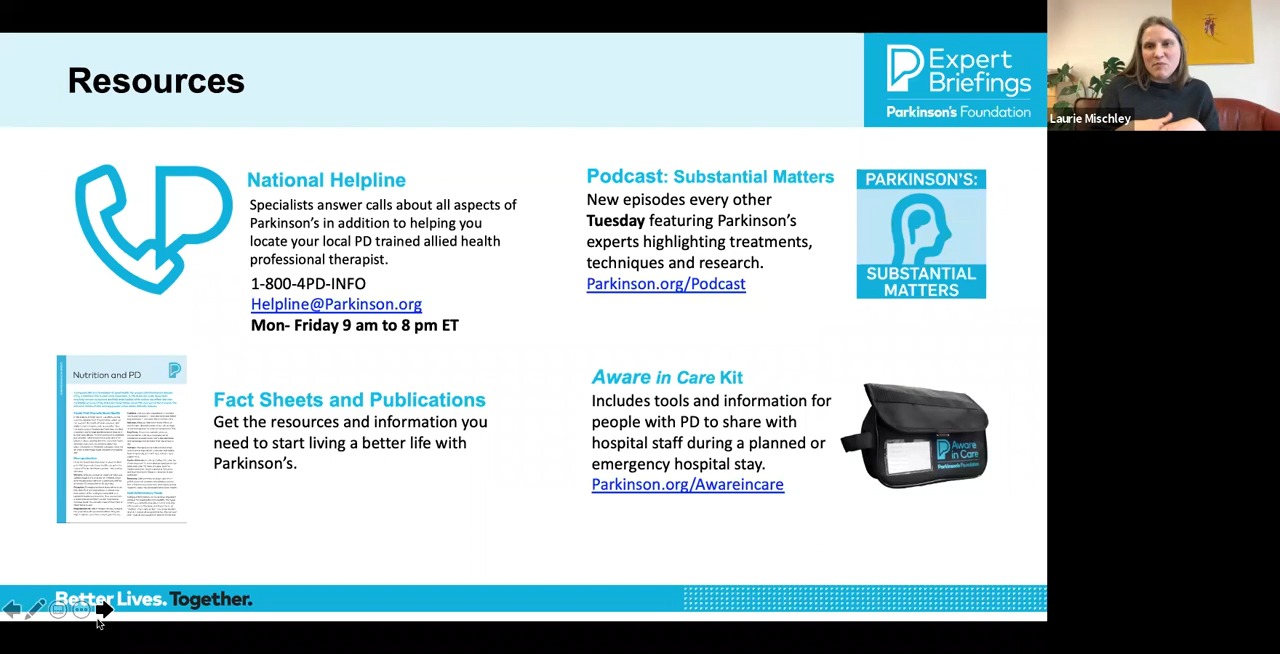 Resources
Expert
Briefings
Parkinson's Foundation
Laurie Mischley
National Helpline
Specialists answer calls about all aspects of
Parkinson's in addition to helping you
locate your local PD trained allied health
professional therapist.
1-800-4PD-INFO
Helpline@Parkinson.org
Mon- Friday 9 am to 8 pm ET
Podcast: Substantial Matters
New episodes every other
Tuesday featuring Parkinson's
experts highlighting treatments,
techniques and research.
Parkinson.org/Podcast
PARKINSON'S:
SUBSTANTIAL
MATTERS
Nutrition and PD
Fact Sheets and Publications
Get the resources and information you
need to start living a better life with
Parkinson's.
Aware in Care Kit
Includes tools and information for
people with PD to share with
hospital staff during a planned or
emergency hospital stay.
Parkinson.org/Awareincare
Aware
in Care
Parkinson's Foundation
Better Lives. Together.